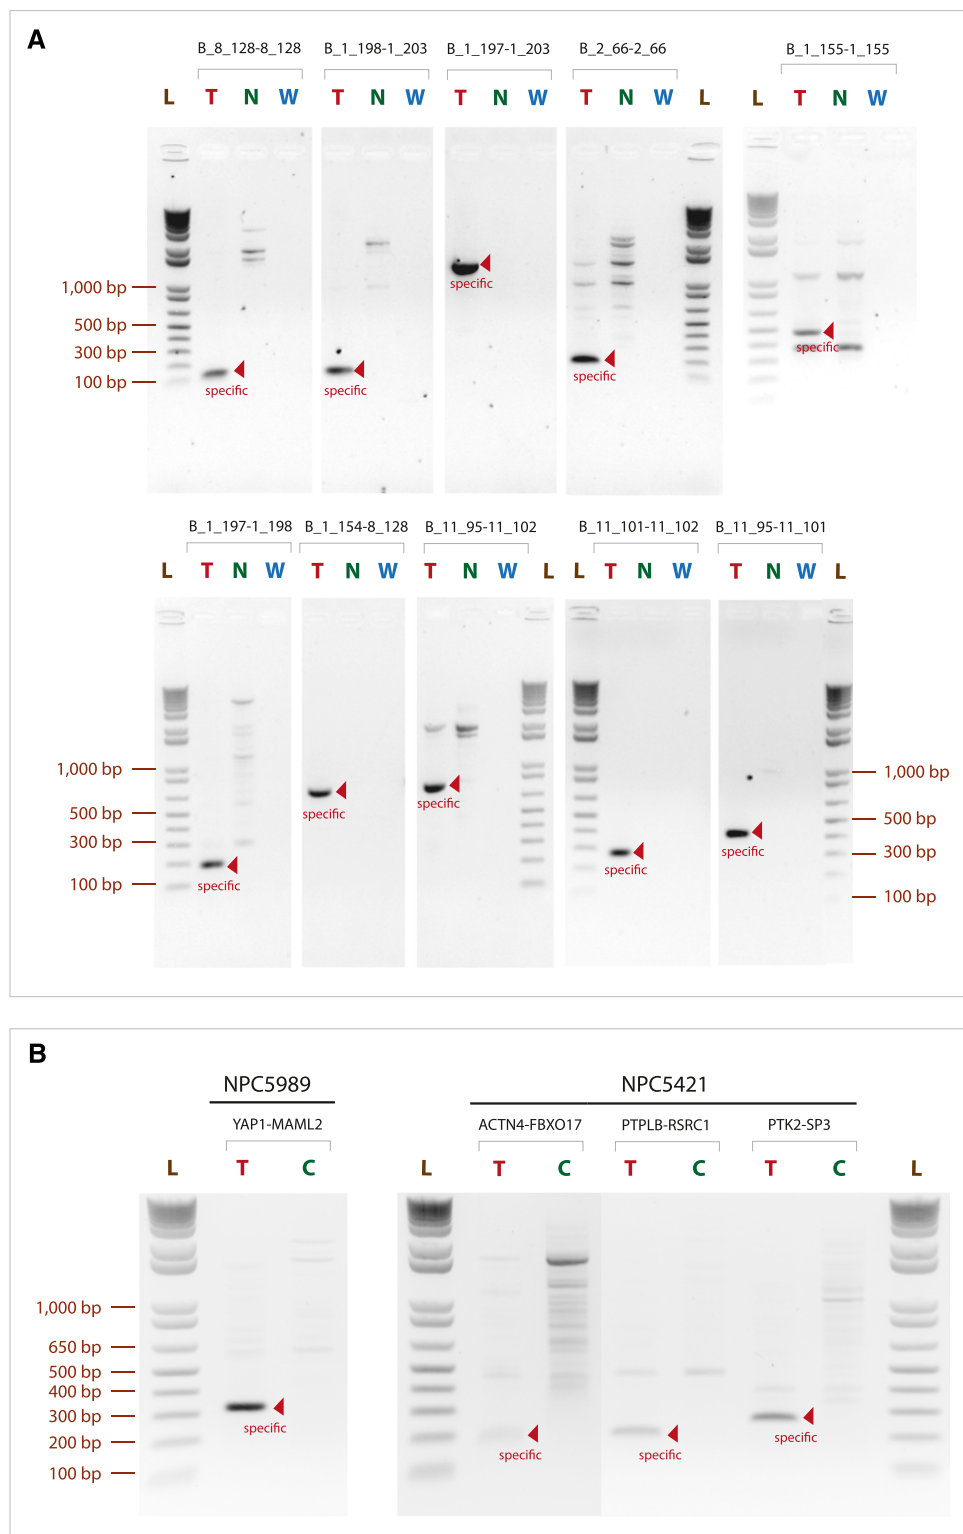 A
B_8_128-8_128 B_1_198-1_203 B_1_197-1_203 B_2_66-2_66 B_1_155-1_155
L T N W T N W T N W T N W L L T N W
1,000 bp
500 bp
300 bp
100 bp
specific
specific
specific
specific
specific
B_1_197-1_198 B_1_154-8_128 B_11_95-11_102 B_11_101-11_102 B_11_95-11_101
L T N W T N W T N W L L T N W T N W L
1,000 bp 1,000 bp
500 bp 500 bp
300 bp 300 bp
100 bp 100 bp
specific
specific
specific
specific
specific
B
NPC5989 NPC5421
YAP1-MAML2 ACTN4-FBXO17 PTPLB-RSRC1 PTK2-SP3
L T C L T C T C T C L
1,000 bp
650 bp
500 bp
400 bp
300 bp
200 bp
100 bp
specific
specific
specific
specific